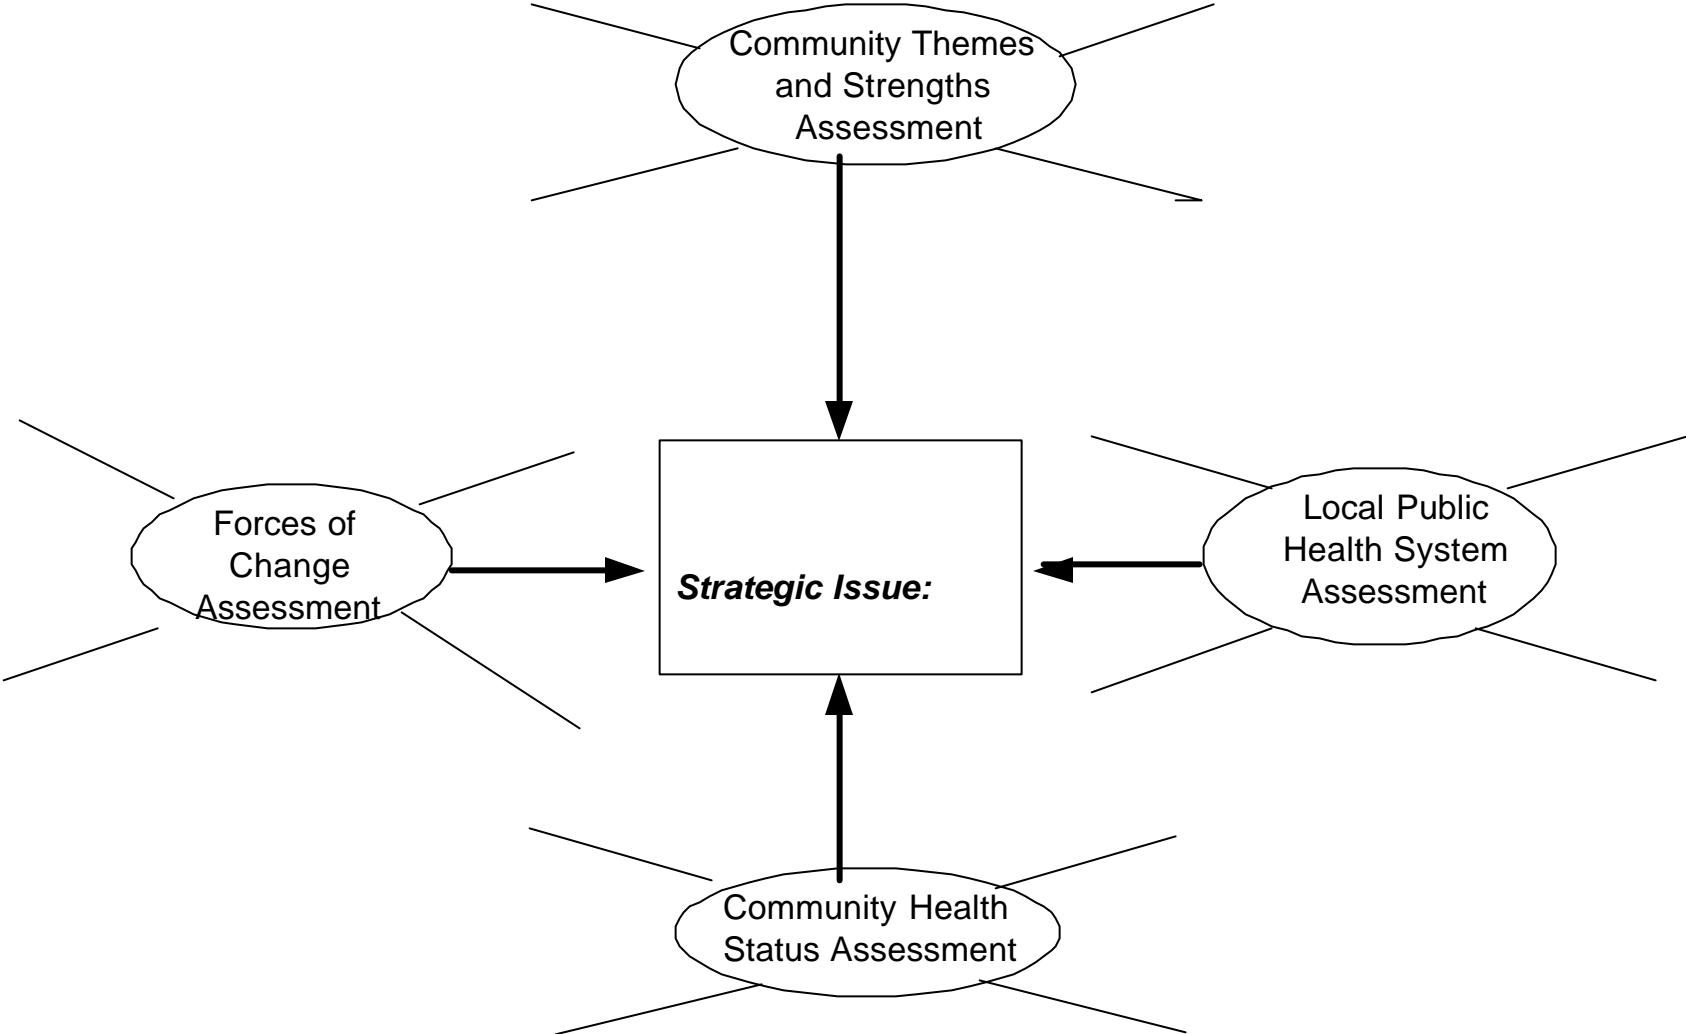 Community Themes
and Strengths
Assessment
Forces of
Change
Assessment
Strategic Issue:
Local Public
Health System
Assessment
Community Health
Status Assessment